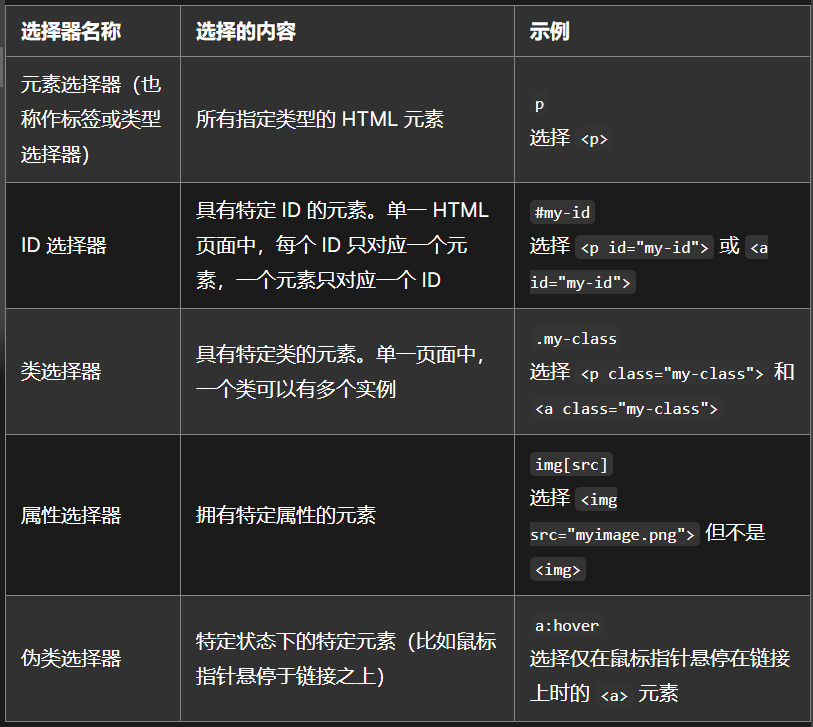 选择器名称
选择的内容
示例
元素选择器（也
称作标签或类型
选择器）
所有指定类型的 HTML 元素
p
选择 <p>
ID 选择器
具有特定 ID 的元素。单一 HTML
页面中，每个 ID 只对应一个元
素，一个元素只对应一个 ID
#my-id
选择 <p id="my-id"> 或 <a
id="my-id">
类选择器
具有特定类的元素。单一页面中，
一个类可以有多个实例
.my-class
选择 <p class="my-class"> 和
<a class="my-class">
属性选择器
拥有特定属性的元素
img[src]
选择 <img
src="myimage.png"> 但不是
<img>
伪类选择器
特定状态下的特定元素（比如鼠标
指针悬停于链接之上）
a:hover
选择仅在鼠标指针悬停在链接
上时的 <a> 元素